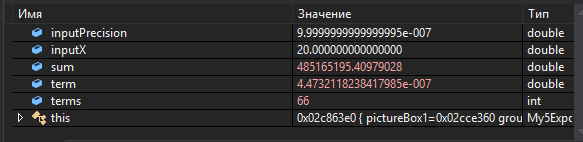 Имя Значение Тип
inputPrecision 9.9999999999999995e-007 double
inputX 20.000000000000000 double
sum 485165195.40979028 double
term 4.4732118238417985e-007 double
terms 66 int
this 0x02c863e0 { pictureBox1=0x02cce360 grou My5Expo